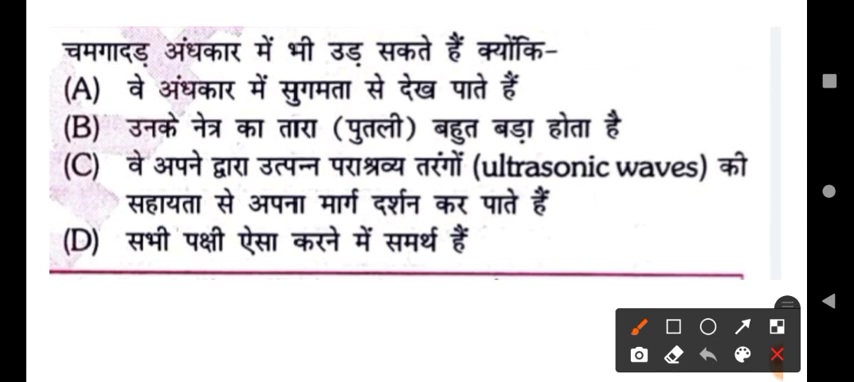 चमगादड़ अंधकार में भी उड़ सकते हैं क्योंकि-
(A) वे अंधकार में सुगमता से देख पाते हैं
(B) उनके नेत्र का तारा (पुतली) बहुत बड़ा होता है
(C) वे अपने द्वारा उत्पन्न पराश्रव्य तरंगों (ultrasonic waves) की
सहायता से अपना मार्ग दर्शन कर पाते हैं
(D) सभी पक्षी ऐसा करने में समर्थ हैं